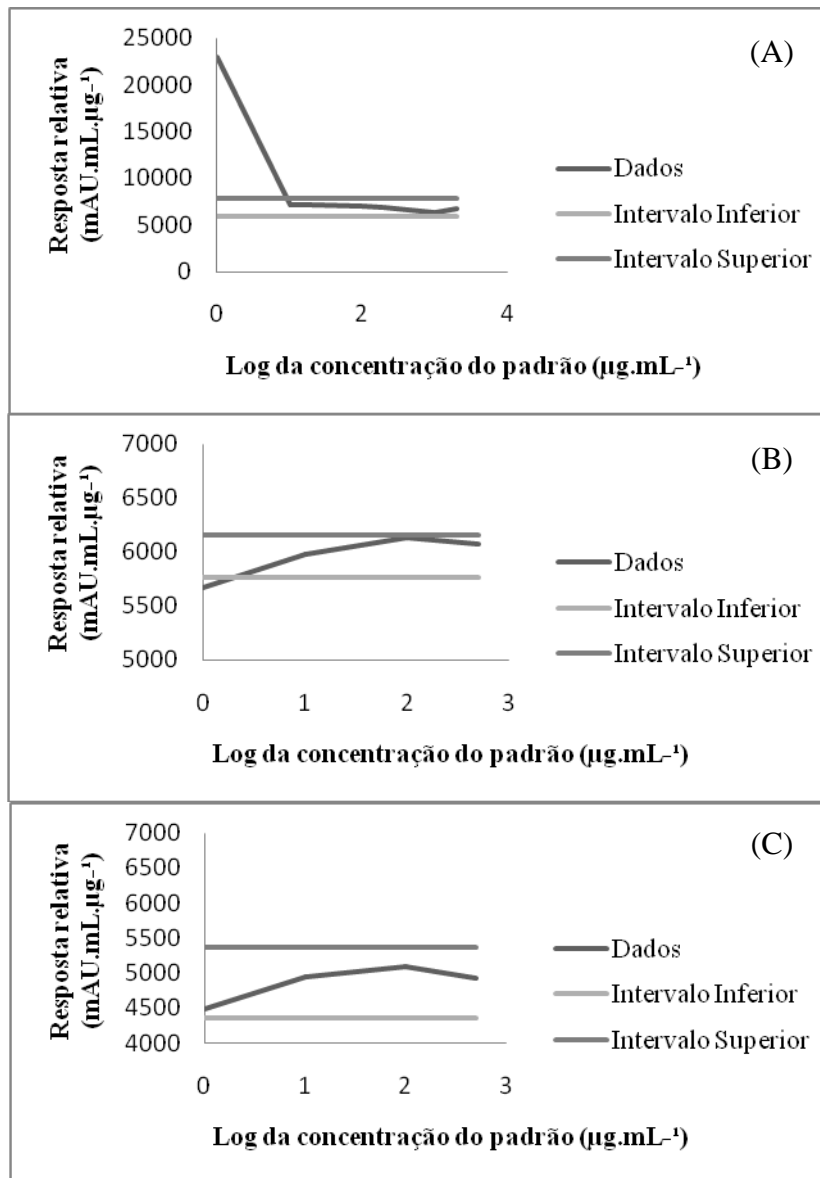 (A)
Resposta relativa
(mAU.mL.µg-¹)
25000
20000
15000
10000
5000
0
0
2
4
Log da concentração do padrão (µg.mL-¹)
Dados
Intervalo Inferior
Intervalo Superior
(B)
Resposta relativa
(mAU.mL.µg-¹)
7000
6500
6000
5500
5000
0
1
2
3
Log da concentração do padrão (µg.mL-¹)
Dados
Intervalo Inferior
Intervalo Superior
(C)
Resposta relativa
(mAU.mL.µg-¹)
7000
6500
6000
5500
5000
4500
4000
0
1
2
3
Log da concentração do padrão (µg.mL-¹)
Dados
Intervalo Inferior
Intervalo Superior